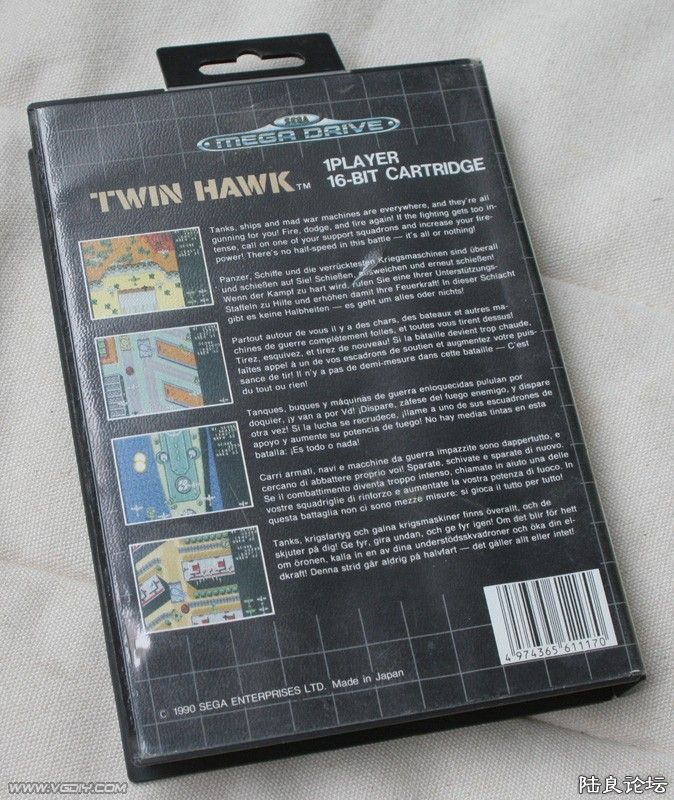 SEGA
MEGA DRIVE
TWIN HAWK™
1PLAYER
16-BIT CARTRIDGE
Tanks, ships and mad war machines are everywhere, and they're all
gunning for you! Fire, dodge, and fire again! If the fighting gets too in-
tense, call on one of your support squadrons and increase your fire-
power! There's no half-speed in this battle — it's all or nothing!
Panzer, Schiffe und die verrücktesten Kriegsmaschinen sind überall
und schießen auf Sie! Schießen, ausweichen und erneut schießen!
Wenn der Kampf zu hart wird, rufen Sie eine Ihrer Unterstützungs-
Staffeln zu Hilfe und erhöhen damit Ihre Feuerkraft! In dieser Schlacht
gibt es keine Halbheiten — es geht um alles oder nichts!
Partout autour de vous il y a des chars, des bateaux et autres ma-
chines de guerre complètement folles, et toutes vous tirent dessus!
Tirez, esquivez, et tirez de nouveau! Si la bataille devient trop chaude,
faîtes appel à un de vos escadrons de soutien et augmentez votre puis-
sance de tir! Il n'y a pas de demi-mesure dans cette bataille — C'est
du tout ou rien!
Tanques, buques y máquinas de guerra enloquecidas pululan por
doquier, ¡y van a por Vd! ¡Dispare, záfese del fuego enemigo, y dispare
otra vez! Si la lucha se recrudece, ¡llame a uno de sus escuadrones de
apoyo y aumente su potencia de fuego! No hay medias tintas en esta
batalla: ¡Es todo o nada!
Carri armati, navi e macchine da guerra impazzite sono dappertutto, e
cercano di abbattere proprio voi! Sparate, schivate e sparate di nuovo.
Se il combattimento diventa troppo intenso, chiamate in aiuto una delle
vostre squadriglie di rinforzo e aumentate la vostra potenza di fuoco. In
questa battaglia non ci sono mezze misure: si gioca il tutto per tutto!
Tanks, krigsfartyg och galna krigsmaskiner finns överallt, och de
skjuter på dig! Ge fyr, gira undan, och ge fyr igen! Om det blir för hett
om öronen, kalla in en av dina understödsskvadroner och öka din el-
dkraft! Denna strid går aldrig på halvfart — det gäller allt eller intet!
4 974365 611170
© 1990 SEGA ENTERPRISES LTD. Made in Japan
WWW.VGDIY.COM
陆良论坛